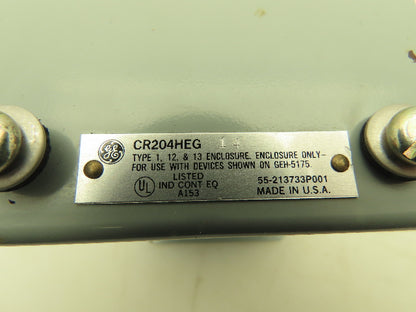 CR204HEG 14
TYPE 1, 12, & 13 ENCLOSURE. ENCLOSURE ONLY-
FOR USE WITH DEVICES SHOWN ON GEH-5175.
LISTED
IND CONT EQ
A153
UL
55-213733P001
MADE IN U.S.A.